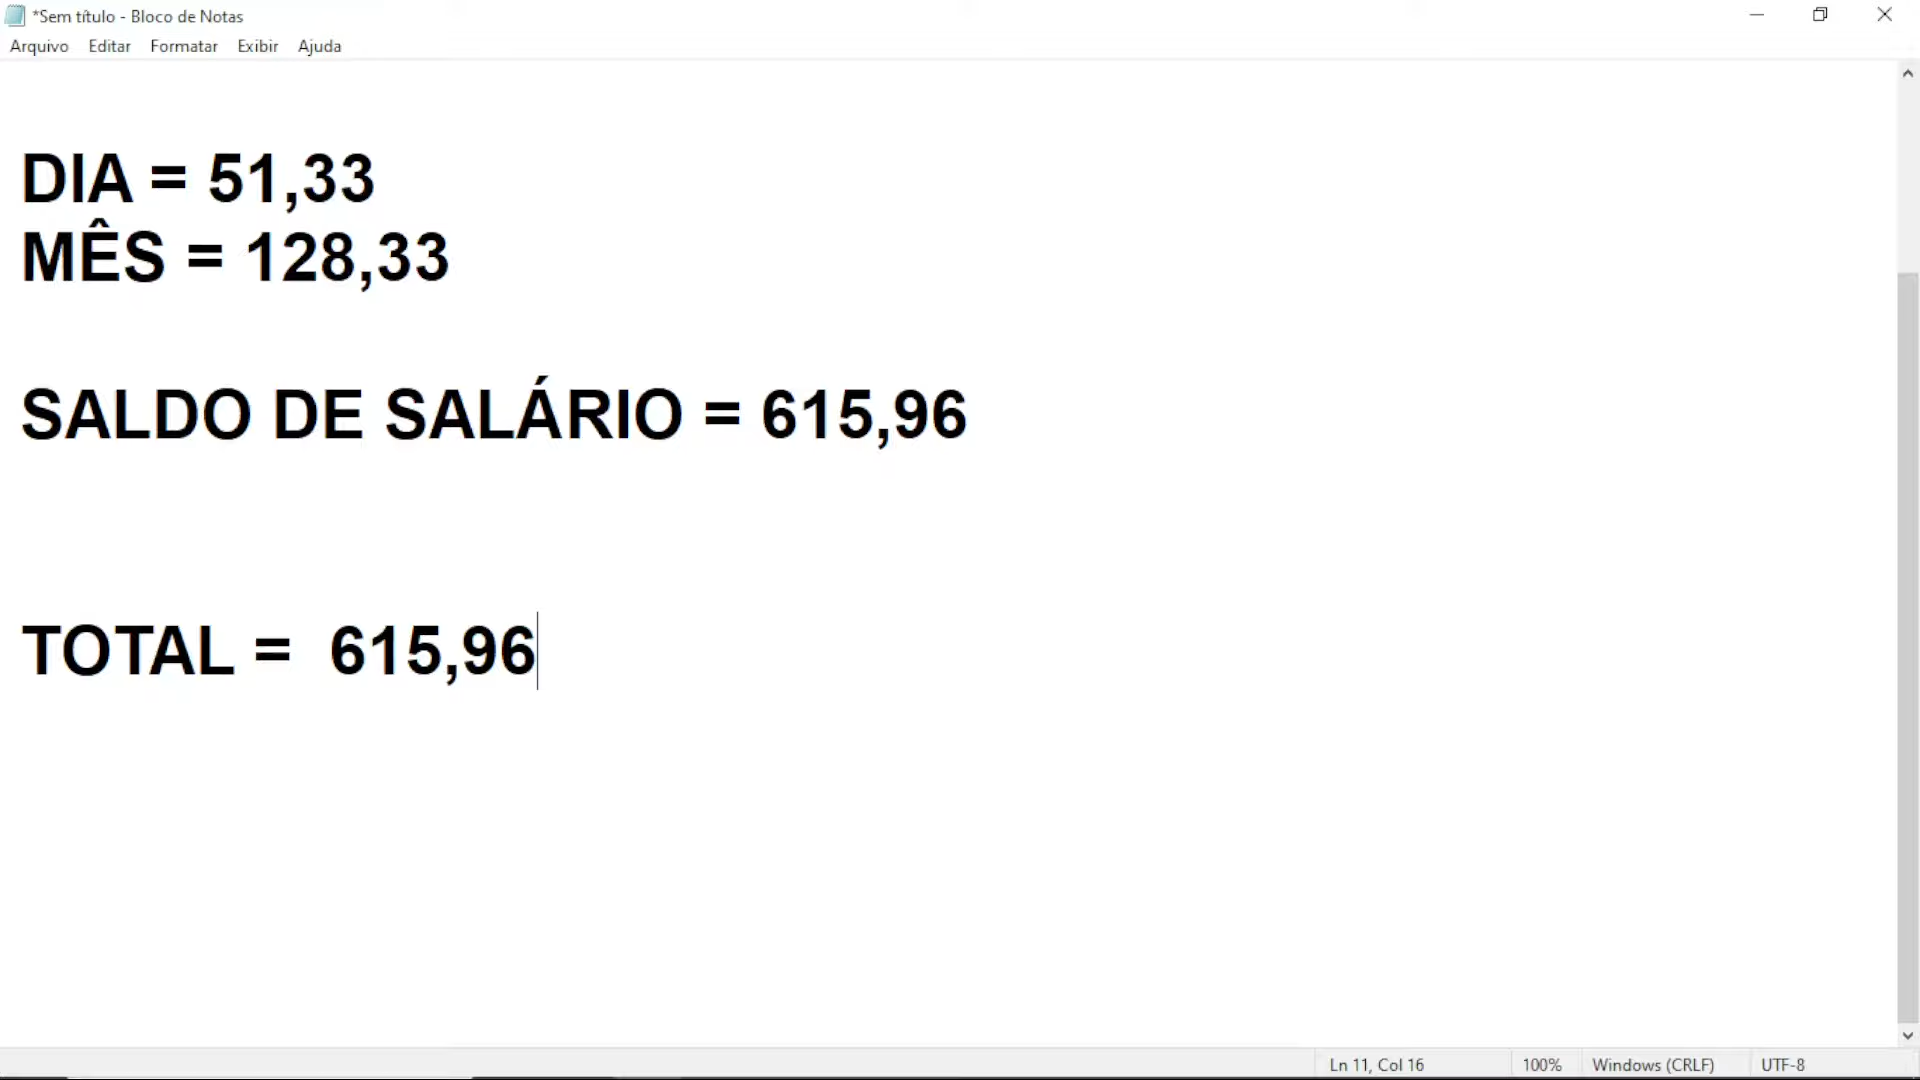 *Sem título - Bloco de Notas
Arquivo Editar Formatar Exibir Ajuda
DIA = 51,33
MÊS = 128,33
SALDO DE SALÁRIO = 615,96
TOTAL =  615,96
Ln 11, Col 16 100% Windows (CRLF) UTF-8